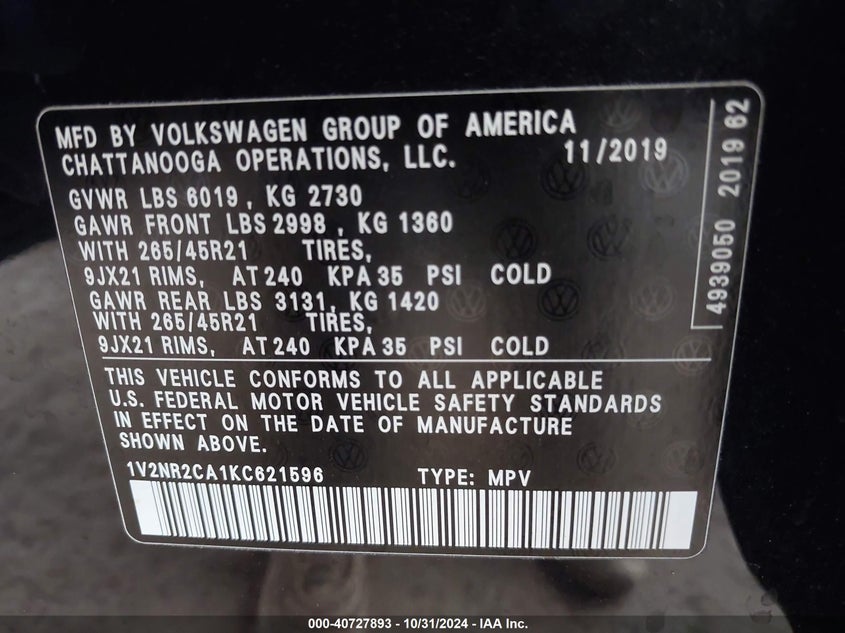 MFD BY VOLKSWAGEN GROUP OF AMERICA
CHATTANOOGA OPERATIONS, LLC. 11/2019
GVWR LBS 6019 , KG 2730
GAWR FRONT LBS 2998 , KG 1360
WITH 265/45R21 TIRES,
9JX21 RIMS, AT 240 KPA 35 PSI COLD
GAWR REAR LBS 3131, KG 1420
WITH 265/45R21 TIRES,
9JX21 RIMS, AT 240 KPA 35 PSI COLD
4939050 2019 62
THIS VEHICLE CONFORMS TO ALL APPLICABLE
U.S. FEDERAL MOTOR VEHICLE SAFETY STANDARDS
IN EFFECT ON THE DATE OF MANUFACTURE
SHOWN ABOVE.
1V2NR2CA1KC621596 TYPE: MPV
000-40727893 - 10/31/2024 - IAA Inc.